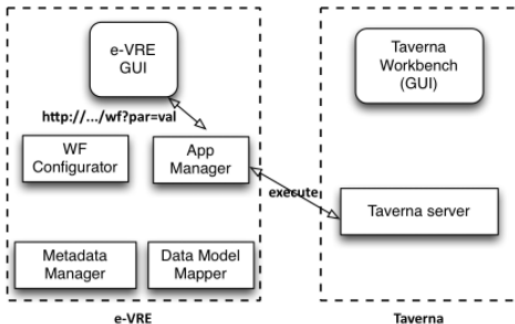 e-VRE
GUI
Taverna
Workbench
(GUI)
http://.../wf?par=val
WF
Configurator
App
Manager
execute
Taverna server
Metadata
Manager
Data Model
Mapper
e-VRE
Taverna